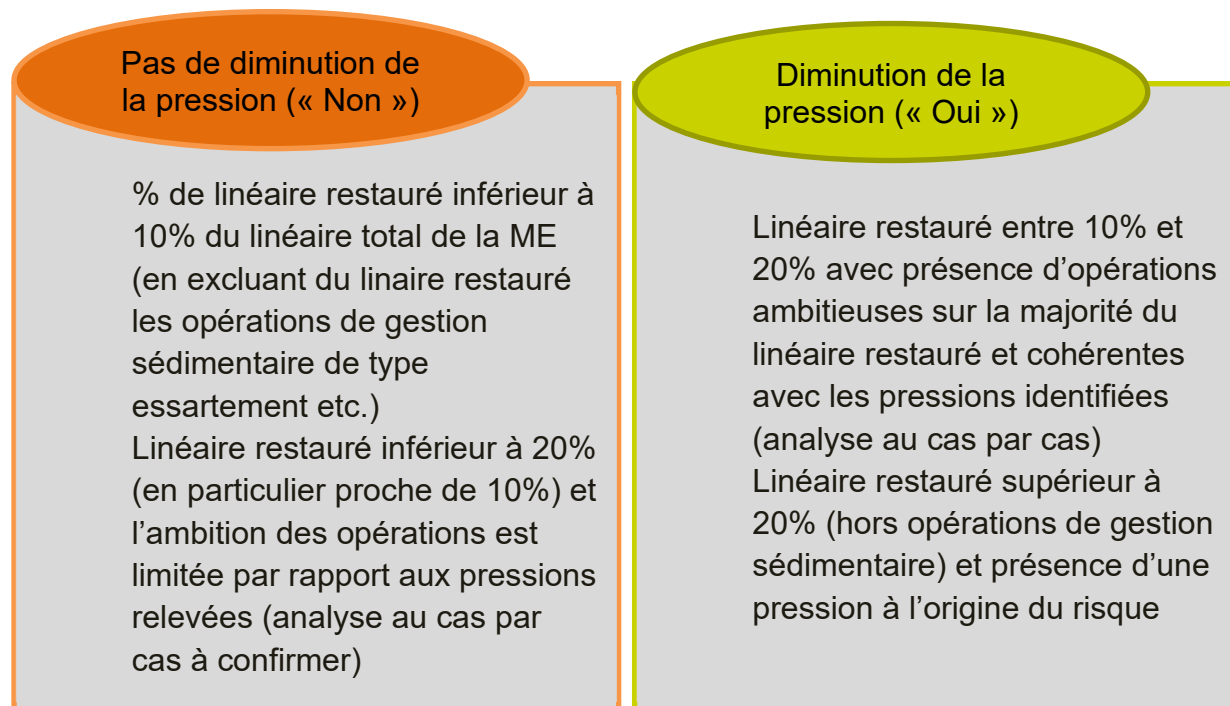 Pas de diminution de
la pression (« Non »)
% de linéaire restauré inférieur à
10% du linéaire total de la ME
(en excluant du linaire restauré
les opérations de gestion
sédimentaire de type
essartement etc.)
Linéaire restauré inférieur à 20%
(en particulier proche de 10%) et
l’ambition des opérations est
limitée par rapport aux pressions
relevées (analyse au cas par
cas à confirmer)
Diminution de la
pression (« Oui »)
Linéaire restauré entre 10% et
20% avec présence d’opérations
ambitieuses sur la majorité du
linéaire restauré et cohérentes
avec les pressions identifiées
(analyse au cas par cas)
Linéaire restauré supérieur à
20% (hors opérations de gestion
sédimentaire) et présence d’une
pression à l’origine du risque